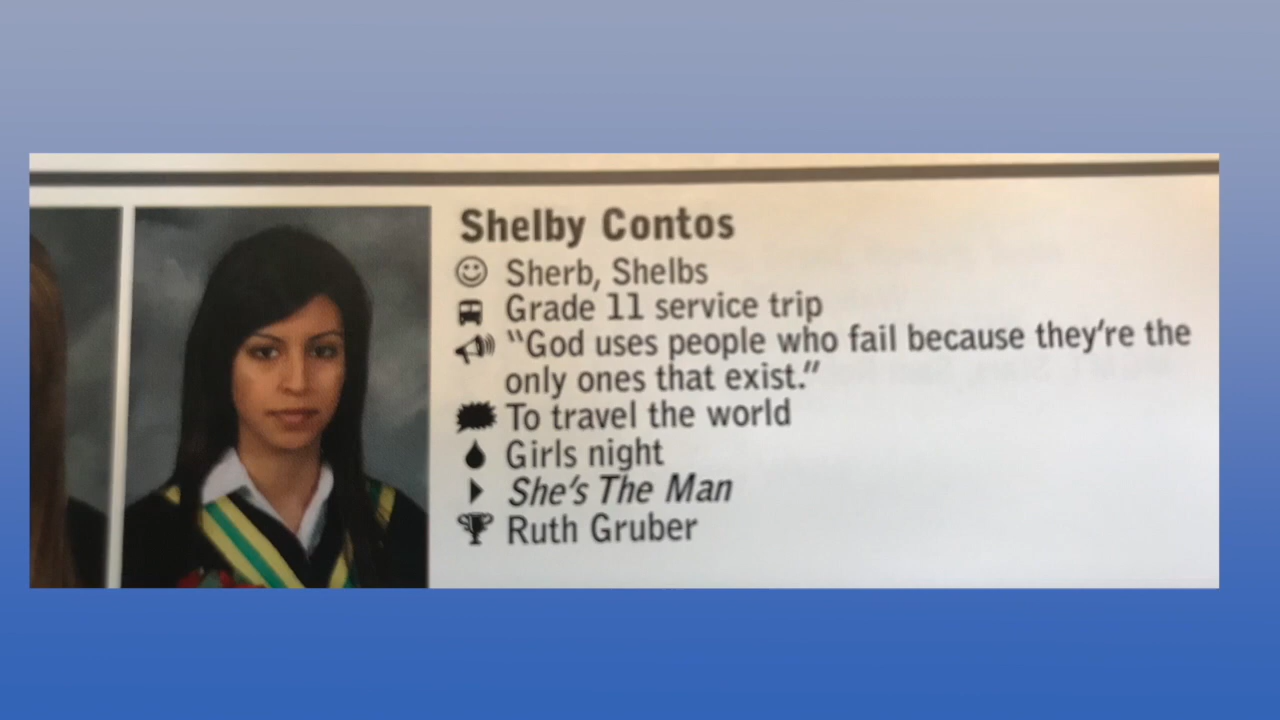 Shelby Contos
Sherb, Shelbs
Grade 11 service trip
"God uses people who fail because they're the
only ones that exist."
To travel the world
Girls night
She's The Man
Ruth Gruber